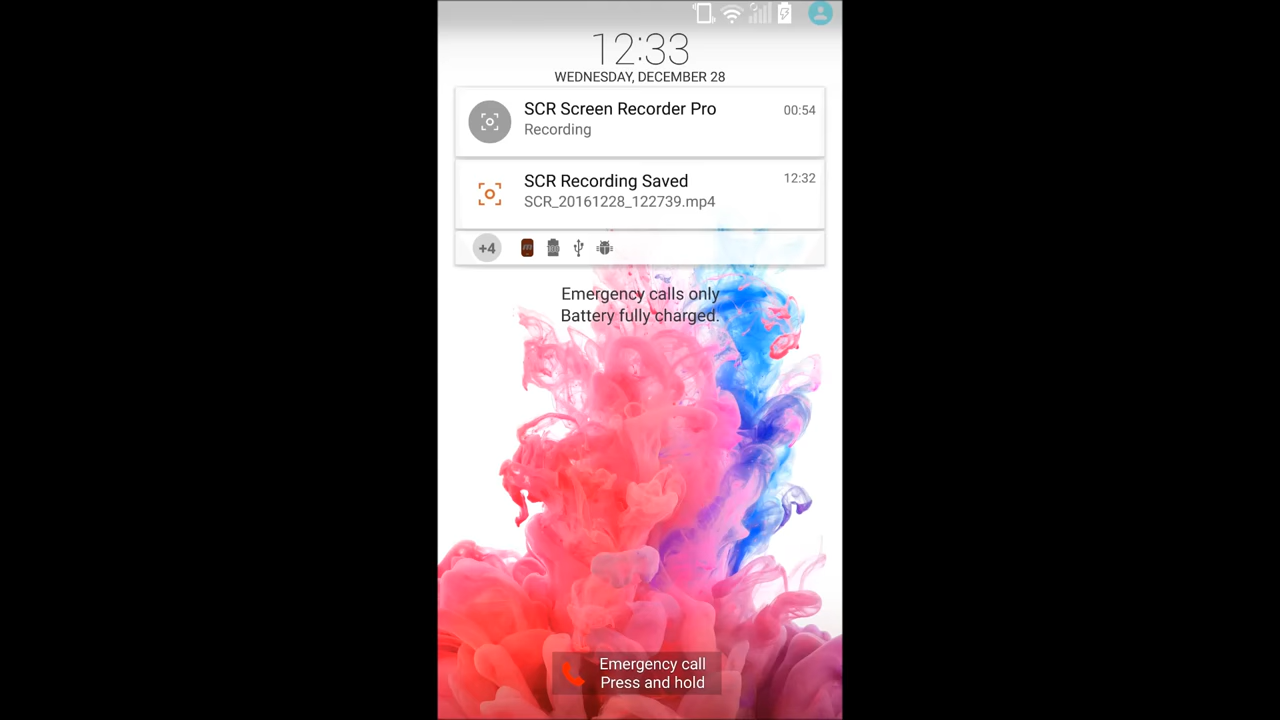 12:33
WEDNESDAY, DECEMBER 28
SCR Screen Recorder Pro 00:54
Recording
SCR Recording Saved 12:32
SCR_20161228_122739.mp4
+4
Emergency calls only
Battery fully charged.
Emergency call
Press and hold